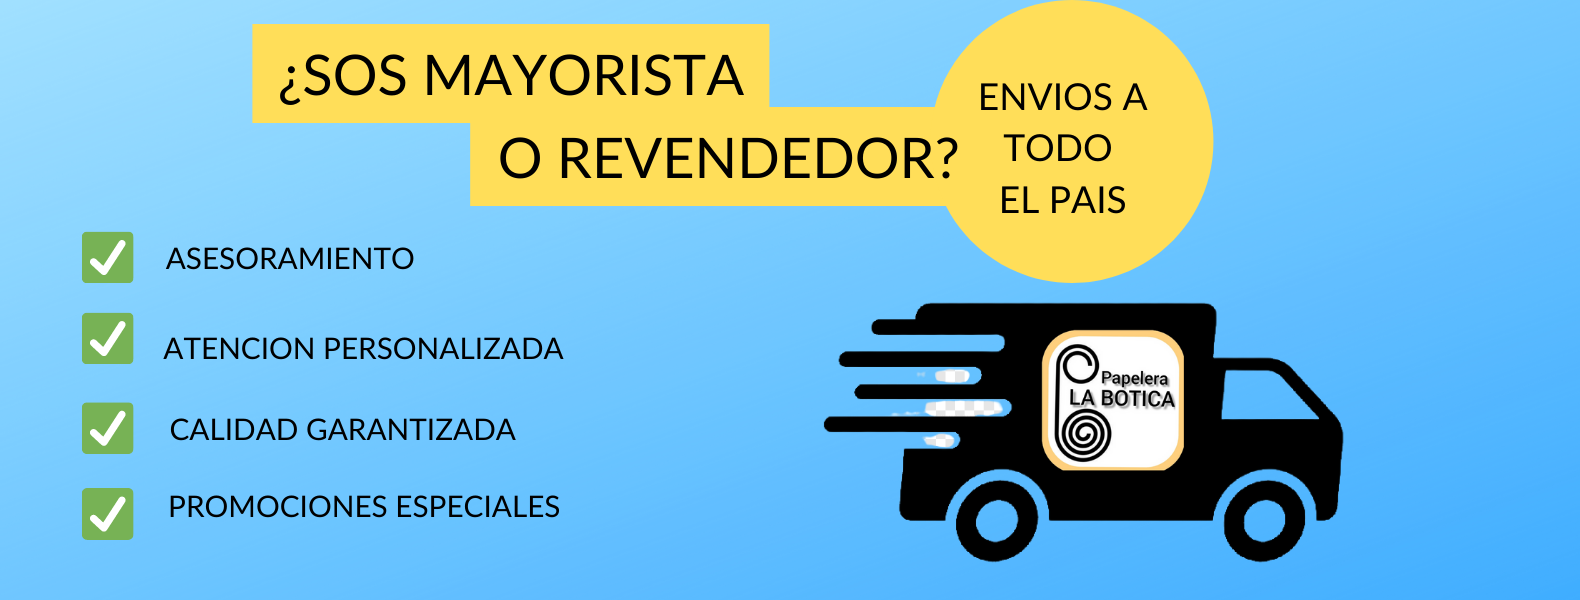 ¿SOS MAYORISTA
O REVENDEDOR?
ENVIOS A
TODO
EL PAIS
ASESORAMIENTO
ATENCION PERSONALIZADA
CALIDAD GARANTIZADA
PROMOCIONES ESPECIALES
Papelera
LA BOTICA